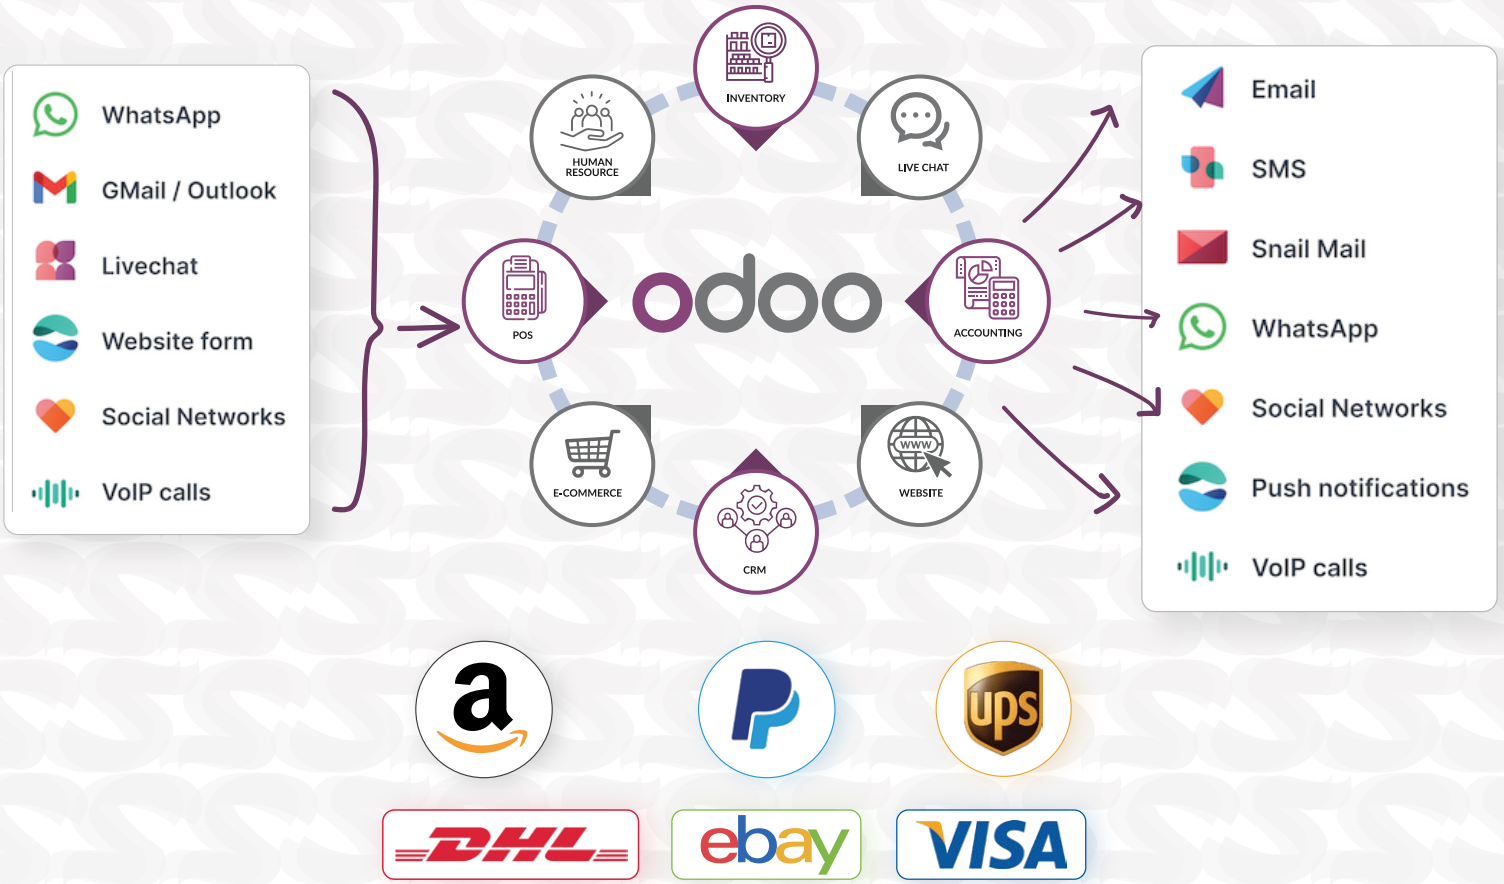 WhatsApp
GMail / Outlook
Livechat
Website form
Social Networks
VoIP calls
INVENTORY
HUMAN
RESOURCE
LIVE CHAT
POS
odoo
ACCOUNTING
E-COMMERCE
WEBSITE
www
CRM
Email
SMS
Snail Mail
WhatsApp
Social Networks
Push notifications
VoIP calls
a
P
ups
DHL
ebay
VISA